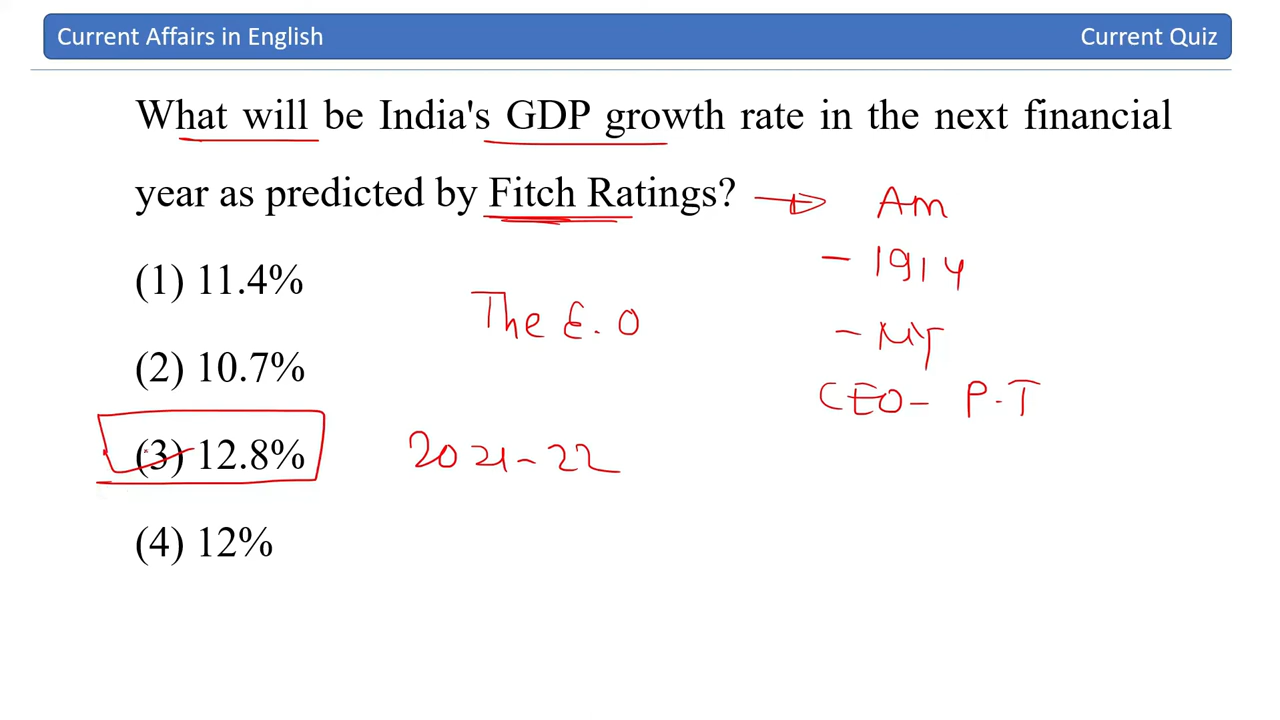 Current Affairs in English
Current Quiz
What will be India's GDP growth rate in the next financial
year as predicted by Fitch Ratings?
Am
- 1914
(1) 11.4%
The E. O
- NY
(2) 10.7%
CEO - P.T
(3) 12.8%
2021-22
(4) 12%